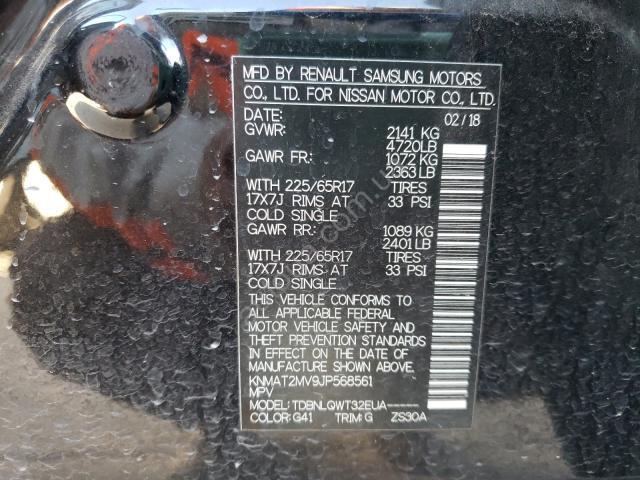 MFD BY RENAULT SAMSUNG MOTORS
CO., LTD. FOR NISSAN MOTOR CO., LTD.
DATE: 02/18
GVWR: 2141 KG
4720LB
GAWR FR: 1072 KG
2363 LB
WITH 225/65R17 TIRES
17X7J RIMS AT 33 PSI
COLD SINGLE
GAWR RR: 1089 KG
2401 LB
WITH 225/65R17 TIRES
17X7J RIMS AT 33 PSI
COLD SINGLE
THIS VEHICLE CONFORMS TO
ALL APPLICABLE FEDERAL
MOTOR VEHICLE SAFETY AND
THEFT PREVENTION STANDARDS
IN EFFECT ON THE DATE OF
MANUFACTURE SHOWN ABOVE.
KNMAT2MV9JP568561
MPV
MODEL: TDBNLQWT32EUA-----
COLOR: G41 TRIM: G ZS30A